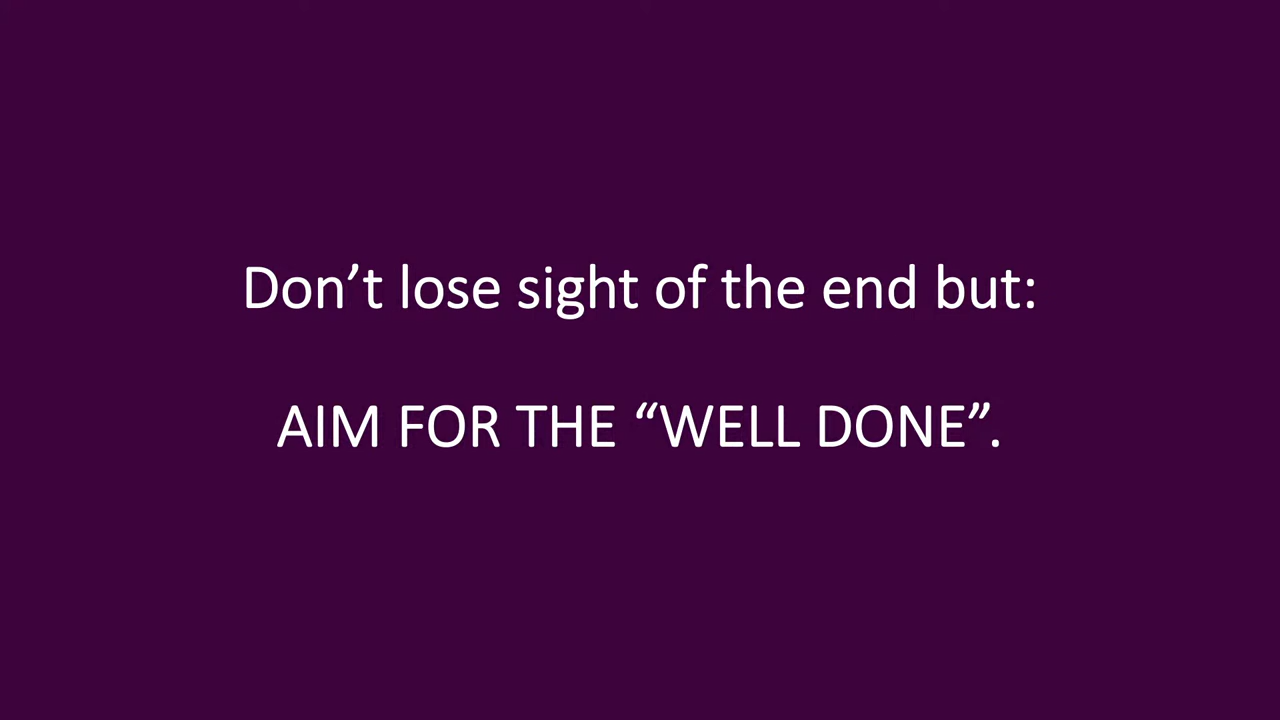 Don’t lose sight of the end but:
AIM FOR THE “WELL DONE”.